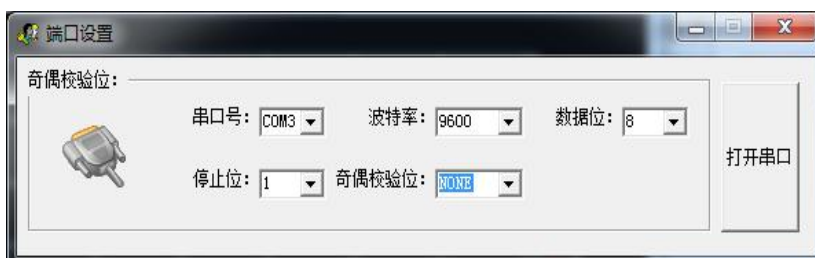 端口设置
奇偶校验位:
串口号: COM3 波特率: 9600 数据位: 8
停止位: 1 奇偶校验位: NONE
打开串口